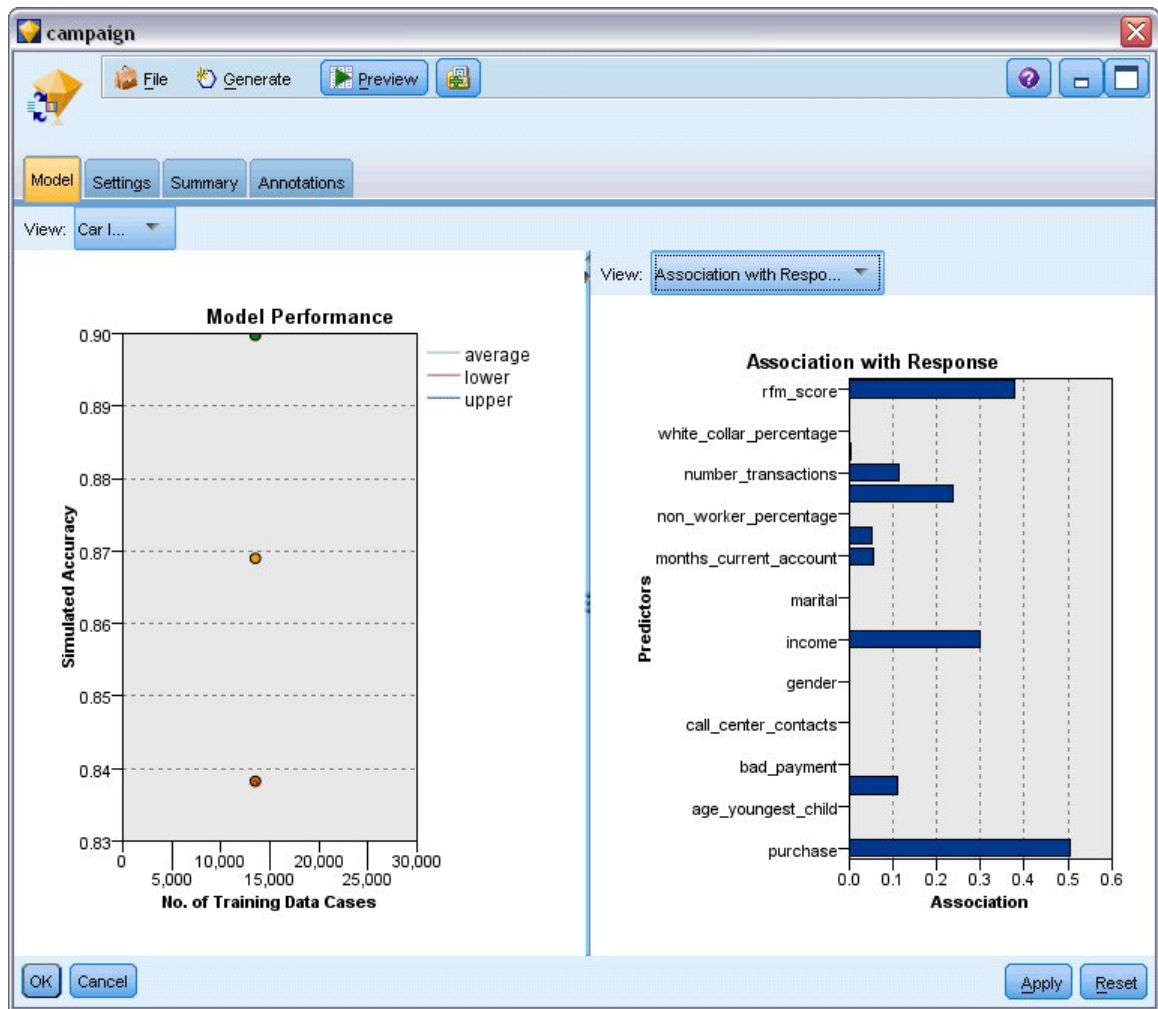 campaign
File Generate Preview
Model Settings Summary Annotations
View: Car l...
Model Performance
0.90
0.89
0.88
0.87
0.86
0.85
0.84
0.83
Simulated Accuracy
0 10,000 20,000 30,000
5,000 15,000 25,000
No. of Training Data Cases
average
lower
upper
View: Association with Respo...
Association with Response
rfm_score
white_collar_percentage
number_transactions
non_worker_percentage
months_current_account
marital
income
gender
call_center_contacts
bad_payment
age_youngest_child
purchase
Predictors
0.0 0.1 0.2 0.3 0.4 0.5 0.6
Association
OK Cancel
Apply Reset